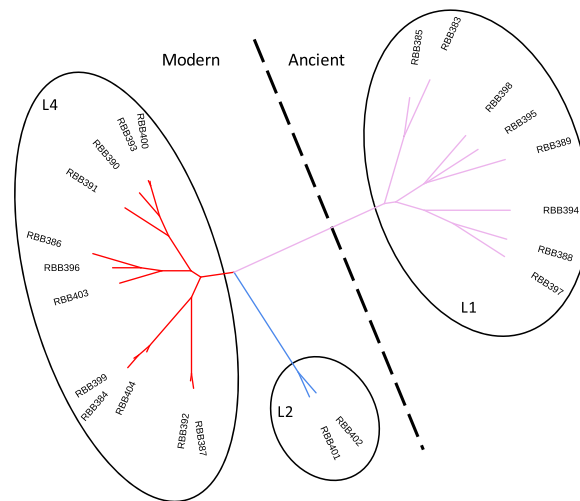 Modern
Ancient
L4
RBB400
RBB393
RBB390
RBB391
RBB386
RBB396
RBB403
RBB399
RBB384
RBB404
RBB392
RBB387
L2
RBB402
RBB401
RBB385
RBB383
RBB398
RBB395
RBB389
RBB394
RBB388
RBB397
L1